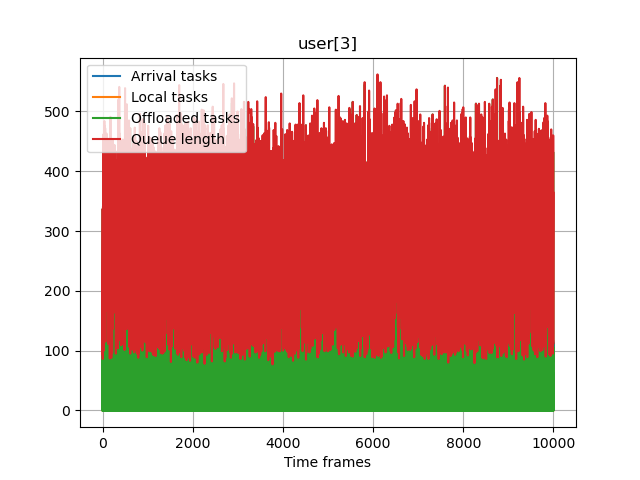 user[3]
Arrival tasks
Local tasks
Offloaded tasks
Queue length
500
400
300
200
100
0
0 2000 4000 6000 8000 10000
Time frames